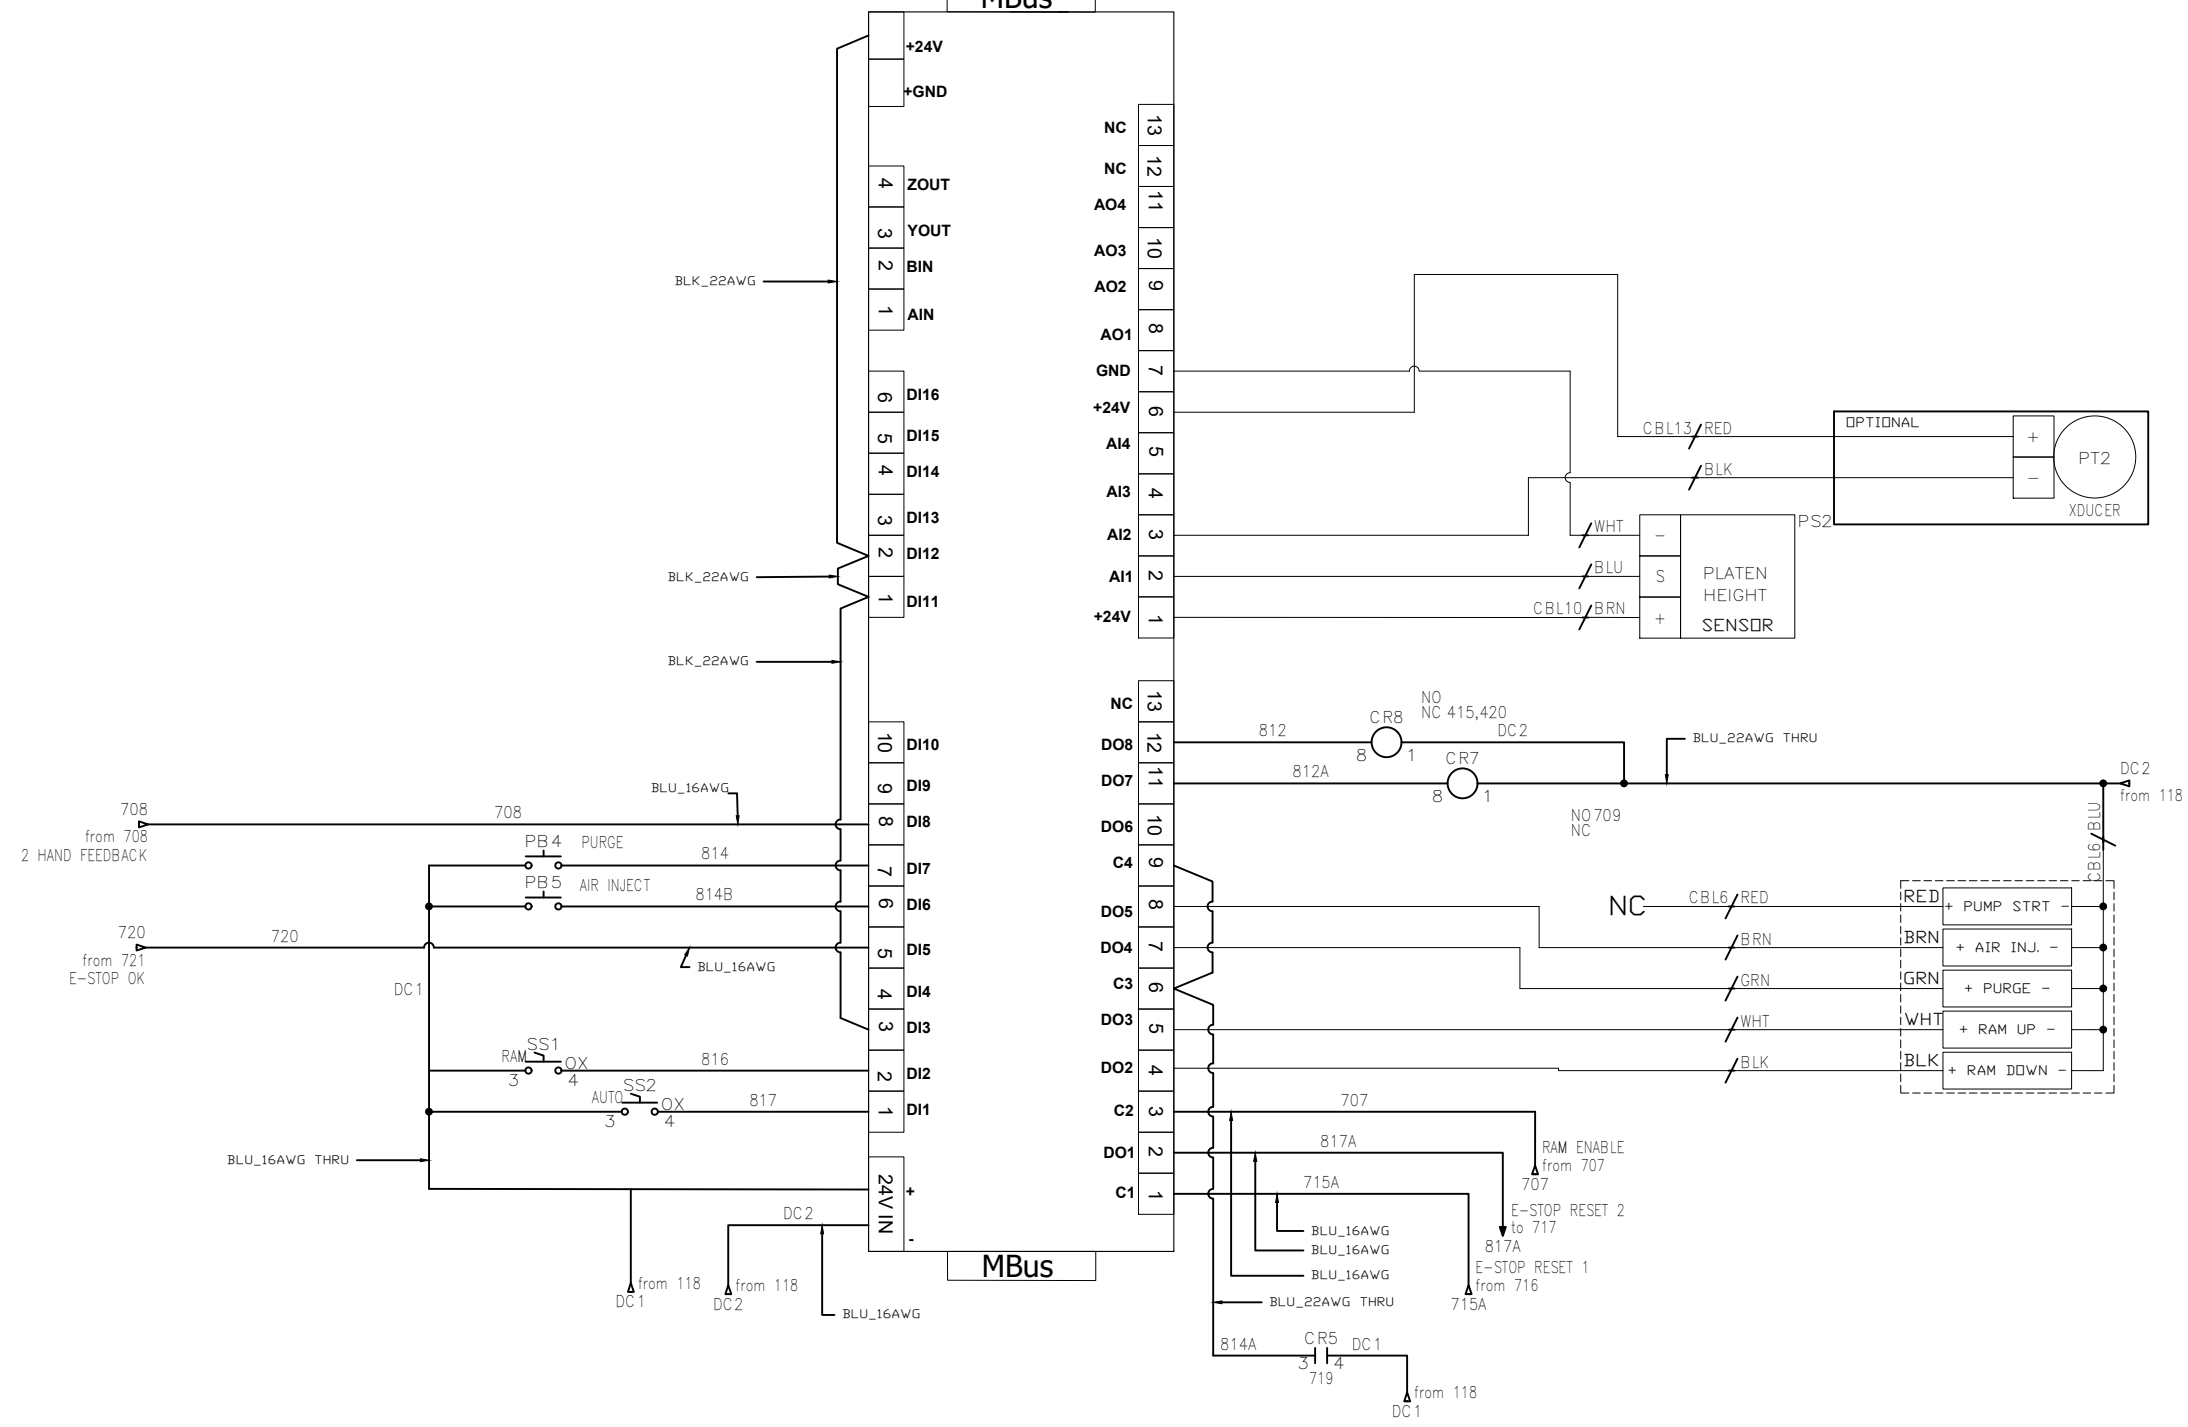 MBus
+24V
+GND
4 ZOUT
3 YOUT
2 BIN
1 AIN
BLK_22AWG
6 DI16
5 DI15
4 DI14
3 DI13
2 DI12
1 DI11
BLK_22AWG
BLK_22AWG
10 DI10
9 DI9
8 DI8
7 DI7
6 DI6
5 DI5
4 DI4
3 DI3
2 DI2
1 DI1
24V IN
+
-
MBus
NC 13
NC 12
AO4 11
AO3 10
AO2 9
AO1 8
GND 7
+24V 6
AI4 5
AI3 4
AI2 3
AI1 2
+24V 1
NC 13
DO8 12
DO7 11
DO6 10
C4 9
DO5 8
DO4 7
C3 6
DO3 5
DO2 4
C2 3
DO1 2
C1 1
708
from 708
2 HAND FEEDBACK
708
BLU_16AWG
PB4 PURGE
814
PB5 AIR INJECT
814B
720
from 721
E-STOP OK
720
BLU_16AWG
DC1
RAM SS1 OX
3 4
816
AUTO SS2 OX
3 4
817
BLU_16AWG THRU
DC2
from 118
DC1
from 118
DC2
BLU_16AWG
CBL13 RED
BLK
OPTIONAL
+
-
PT2
XDUCER
PS2
WHT
BLU
CBL10 BRN
-
S
+
PLATEN
HEIGHT
SENSOR
812
CR8
8 1
NO
NC 415,420
DC2
BLU_22AWG THRU
812A
CR7
8 1
NO 709
NC
DC2
from 118
CBL6 BLU
NC
CBL6 RED
BRN
GRN
WHT
BLK
RED + PUMP STRT -
BRN + AIR INJ. -
GRN + PURGE -
WHT + RAM UP -
BLK + RAM DOWN -
707
RAM ENABLE
from 707
707
817A
E-STOP RESET 2
to 717
817A
715A
E-STOP RESET 1
from 716
715A
BLU_16AWG
BLU_16AWG
BLU_16AWG
BLU_22AWG THRU
814A
CR5
3 4
719
DC1
from 118
DC1